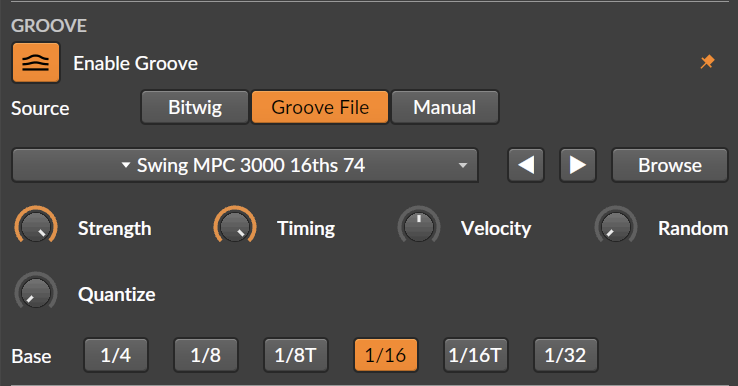 GROOVE
Enable Groove
Source Bitwig Groove File Manual
Swing MPC 3000 16ths 74 Browse
Strength Timing Velocity Random
Quantize
Base 1/4 1/8 1/8T 1/16 1/16T 1/32